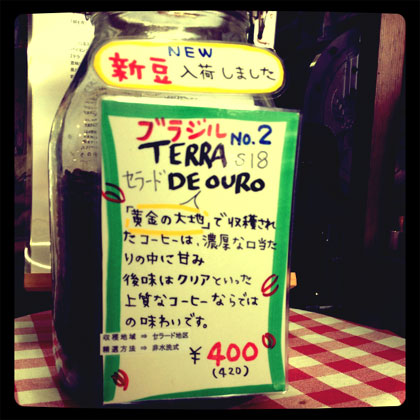 NEW
新豆 入荷しました
ブラジル No.2
TERRA S18
セラード DE OURO
「黄金の大地」で収穫され
たコーヒーは、濃厚な口当た
りの中に甘み
後味はクリアといった
上質なコーヒーならでは
の味わいです。
収穫地域 ⇒ セラード地区
精選方法 ⇒ 非水洗式
¥400
(420)